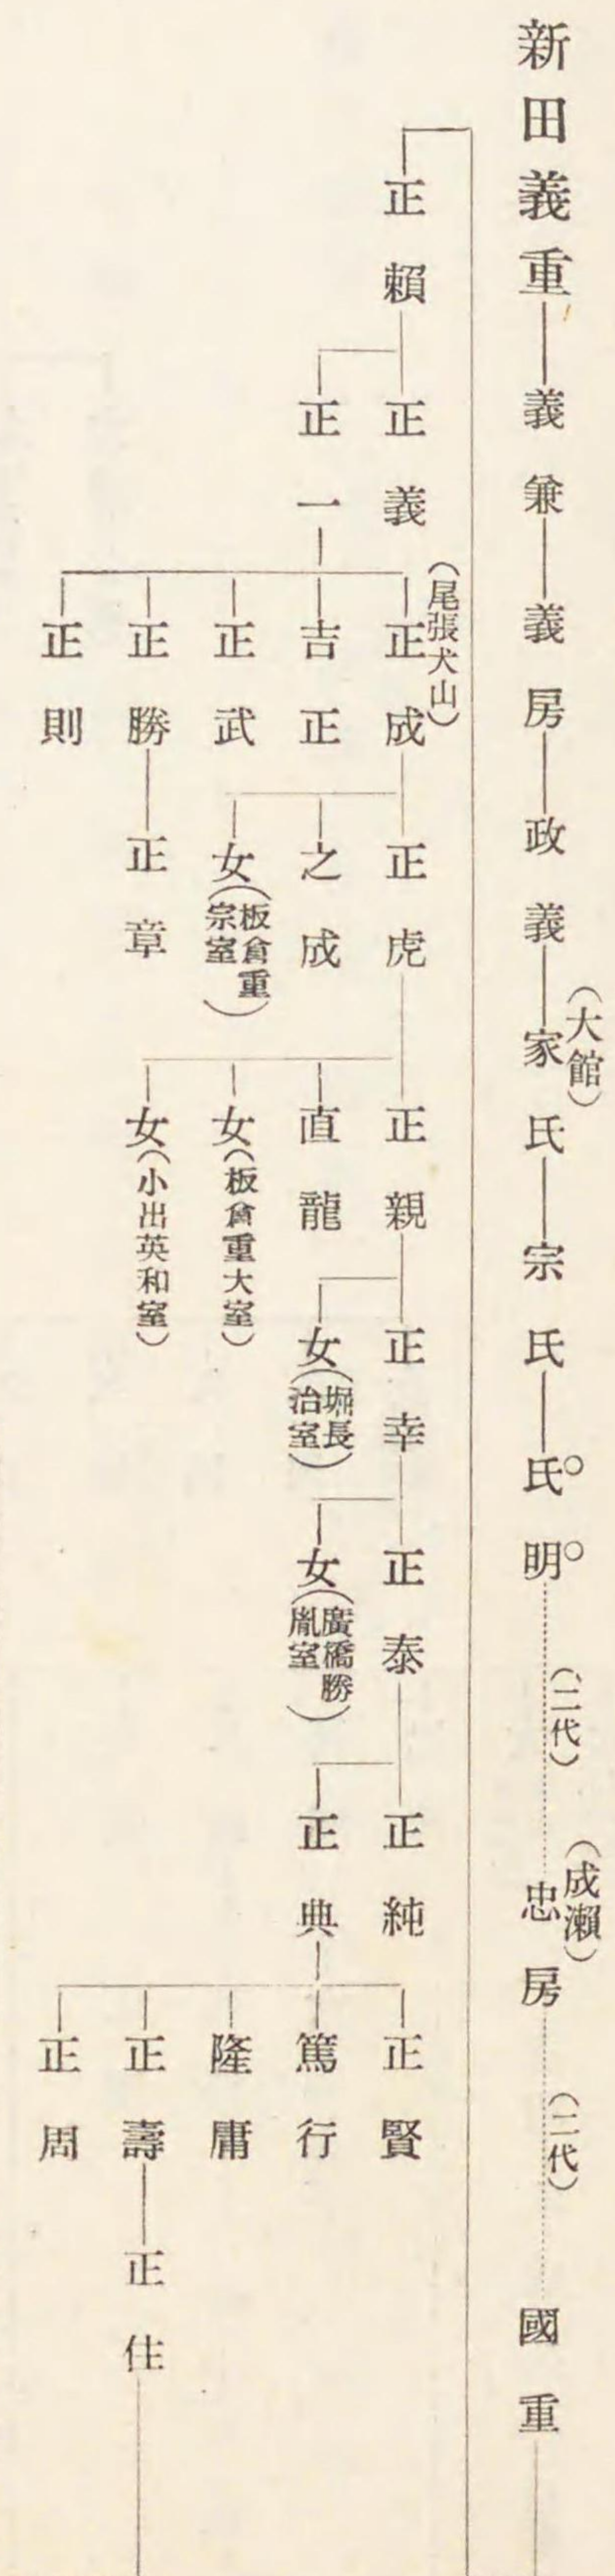 新田義重
義兼
義房
政義
(大館)
家氏
宗氏
氏明
(二代)
(成瀬)
忠房
(二代)
國重
正賴
正義
正一
(尾張犬山)
正成
吉正
正武
正勝
正則
正章
正虎
之成
女(板倉重宗室)
正親
直龍
女(板倉重大室)
女(小出英和室)
正幸
女(堀長治室)
正泰
女(廣橋勝胤室)
正純
正典
正賢
篤行
隆庸
正壽
正周
正住